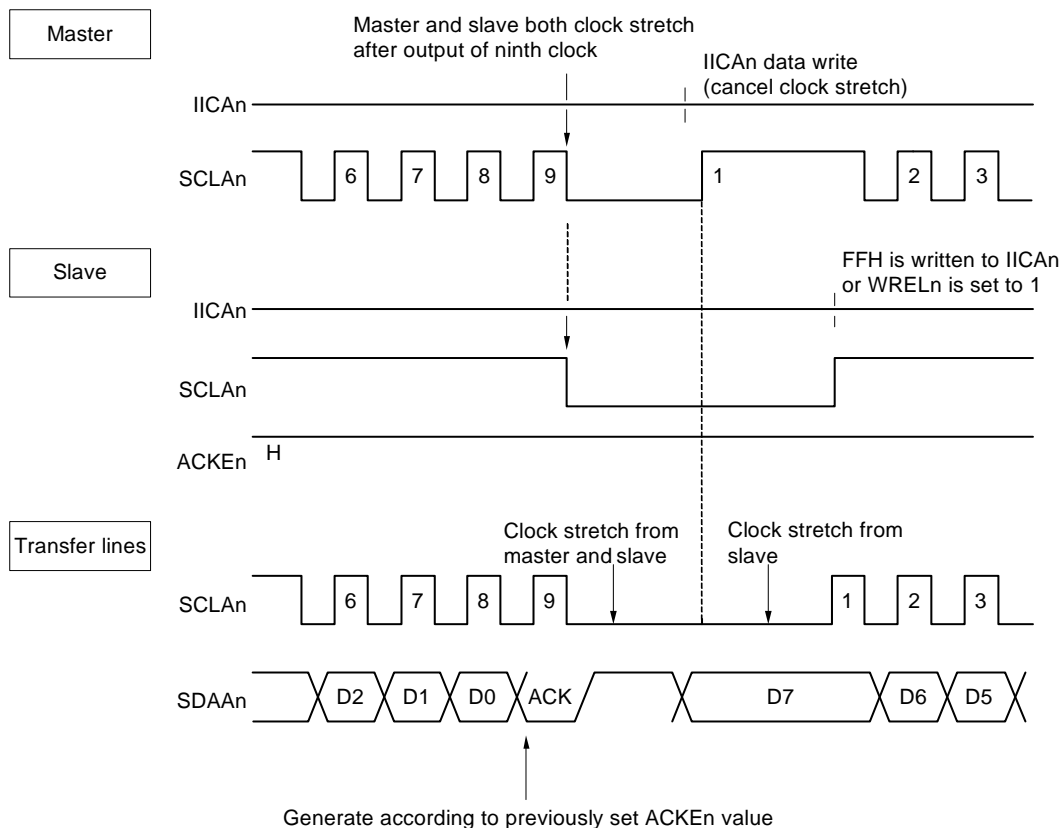 Master
Master and slave both clock stretch
after output of ninth clock
IICAn data write
(cancel clock stretch)
IICAn
SCLAn
6 7 8 9 1 2 3
Slave
FFH is written to IICAn
or WRELn is set to 1
IICAn
SCLAn
ACKEn
H
Transfer lines
Clock stretch from
master and slave
Clock stretch from
slave
SCLAn
6 7 8 9 1 2 3
SDAAn
D2 D1 D0 ACK D7 D6 D5
Generate according to previously set ACKEn value